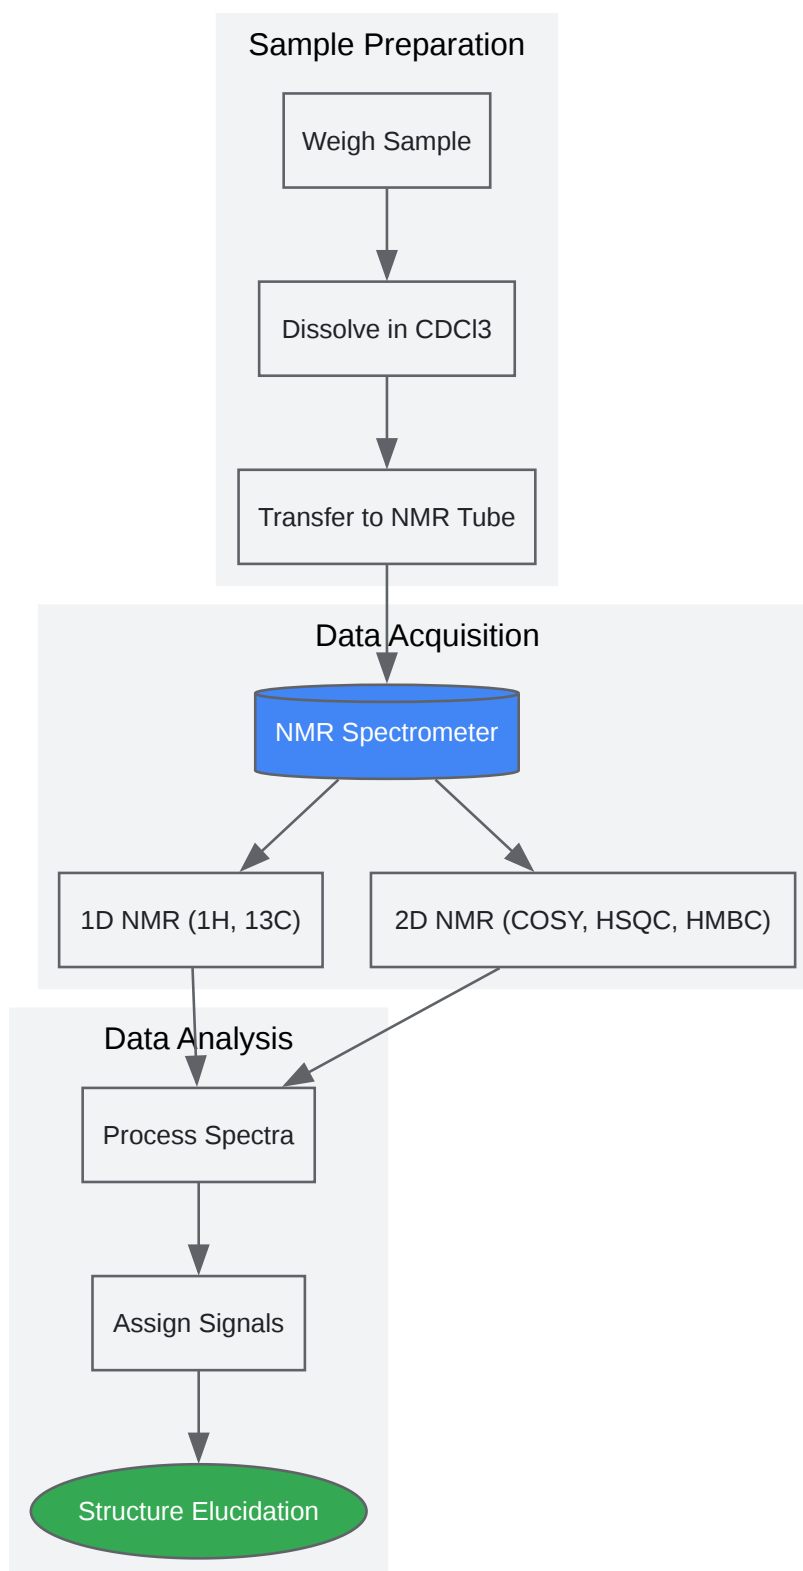 Sample Preparation
Weigh Sample
Dissolve in CDCl3
Transfer to NMR Tube
Data Acquisition
NMR Spectrometer
1D NMR (1H, 13C)
2D NMR (COSY, HSQC, HMBC)
Data Analysis
Process Spectra
Assign Signals
Structure Elucidation